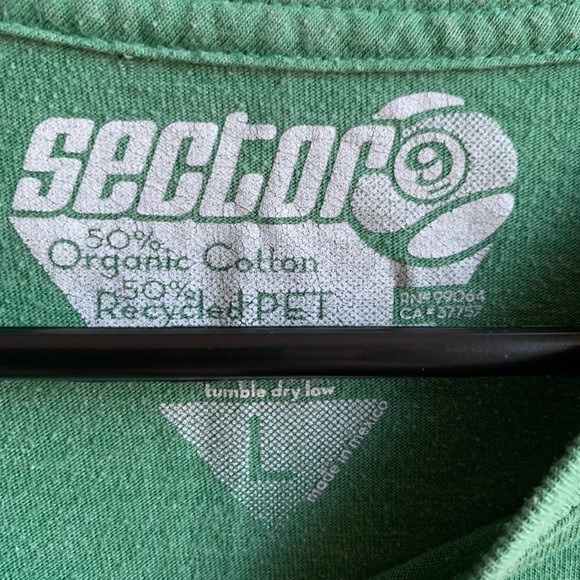 sector 9
50%
Organic Cotton
50%
Recycled PET
RN# 99064
CA# 37757
tumble dry low
L
made in mexico